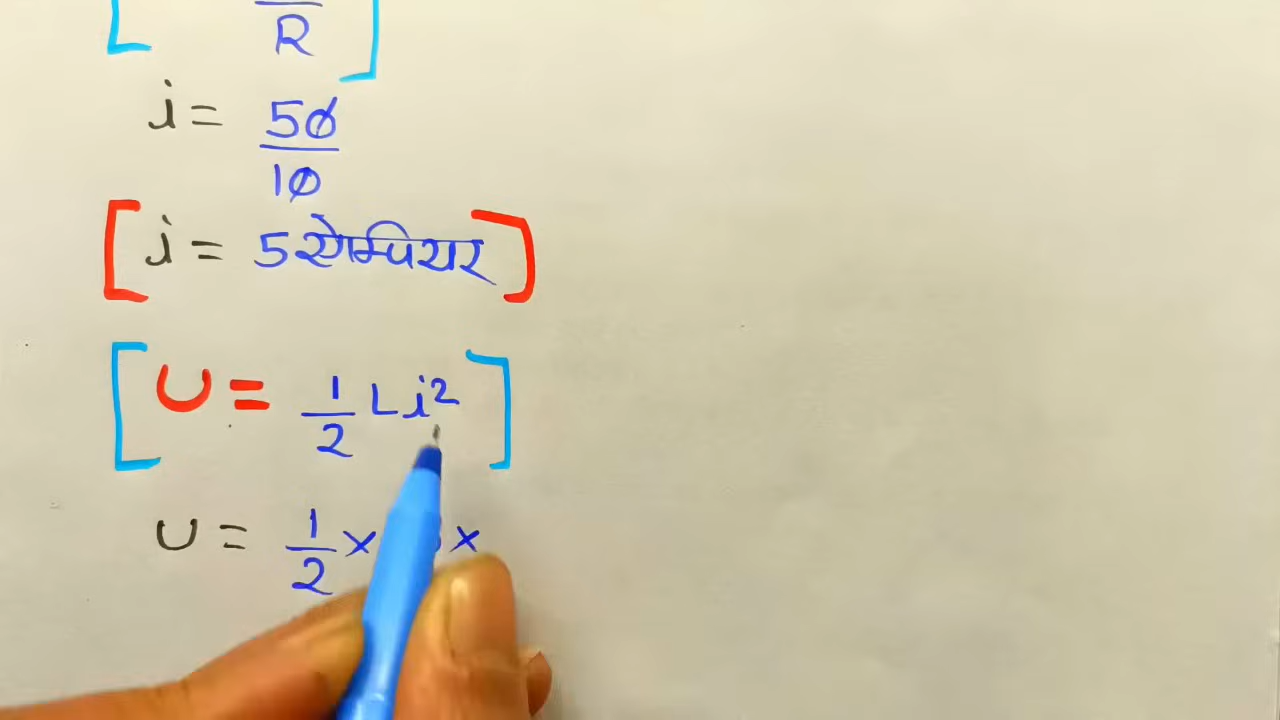 R
i = 50/10
[ i = 5 ऐम्पियर ]
[ U = 1/2 Li² ]
U = 1/2 × ×